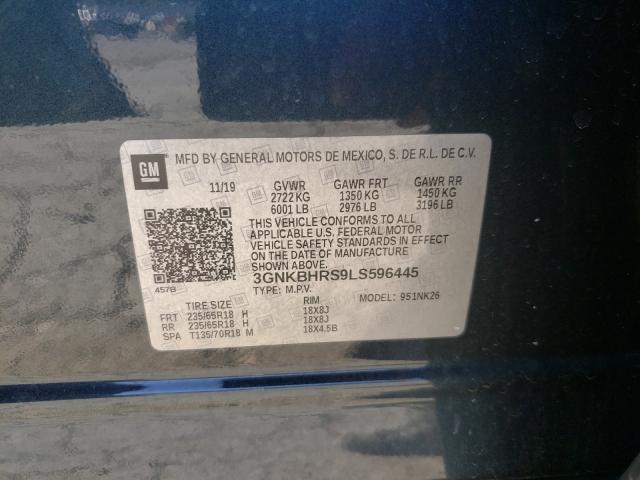 GM
MFD BY GENERAL MOTORS DE MEXICO, S. DE R.L. DE C.V.
11/19 GVWR GAWR FRT GAWR RR
2722 KG 1350 KG 1450 KG
6001 LB 2976 LB 3196 LB
THIS VEHICLE CONFORMS TO ALL
APPLICABLE U.S. FEDERAL MOTOR
VEHICLE SAFETY STANDARDS IN EFFECT
ON THE DATE OF MANUFACTURE SHOWN ABOVE.
457B 3GNKBHRS9LS596445
TYPE: M.P.V. MODEL: 951NK26
TIRE SIZE RIM
FRT 235/65R18 H 18X8J
RR 235/65R18 H 18X8J
SPA T135/70R18 M 18X4.5B